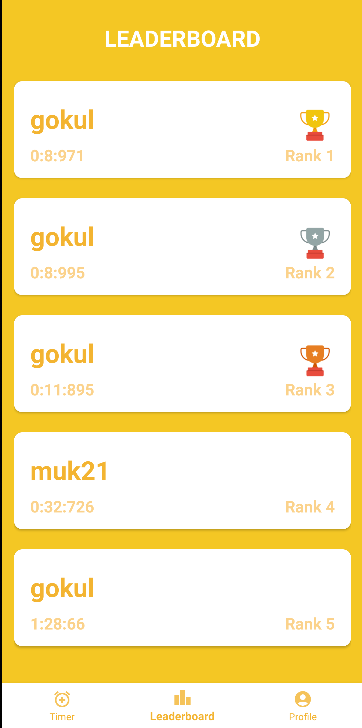 LEADERBOARD
gokul
0:8:971 Rank 1
gokul
0:8:995 Rank 2
gokul
0:11:895 Rank 3
muk21
0:32:726 Rank 4
gokul
1:28:66 Rank 5
Timer Leaderboard Profile